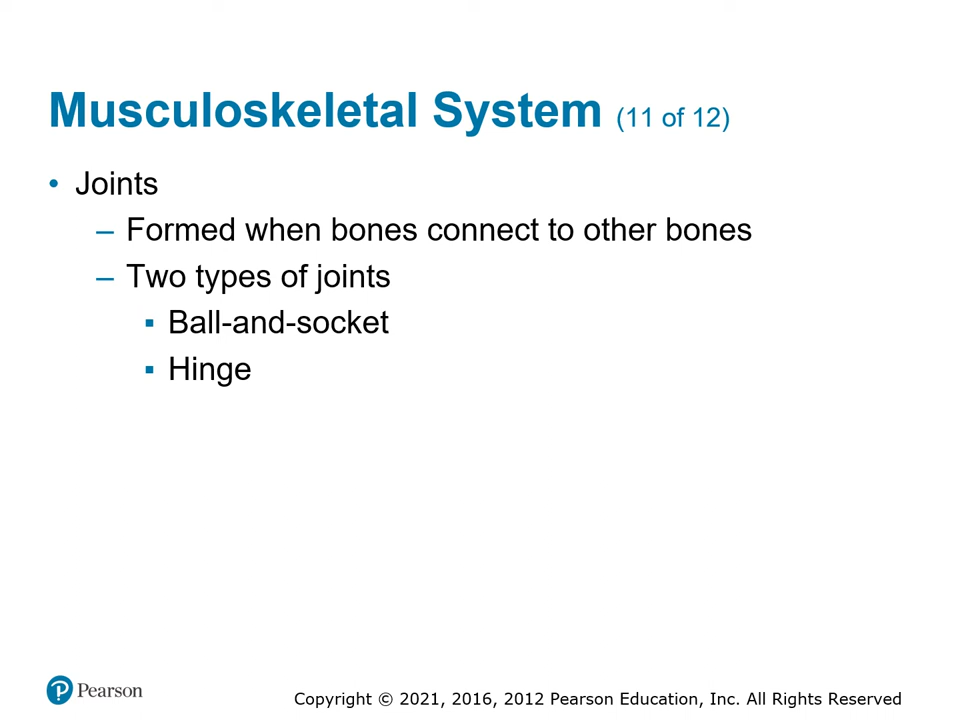 Musculoskeletal System (11 of 12)
• Joints
– Formed when bones connect to other bones
– Two types of joints
▪ Ball-and-socket
▪ Hinge
Pearson
Copyright © 2021, 2016, 2012 Pearson Education, Inc. All Rights Reserved